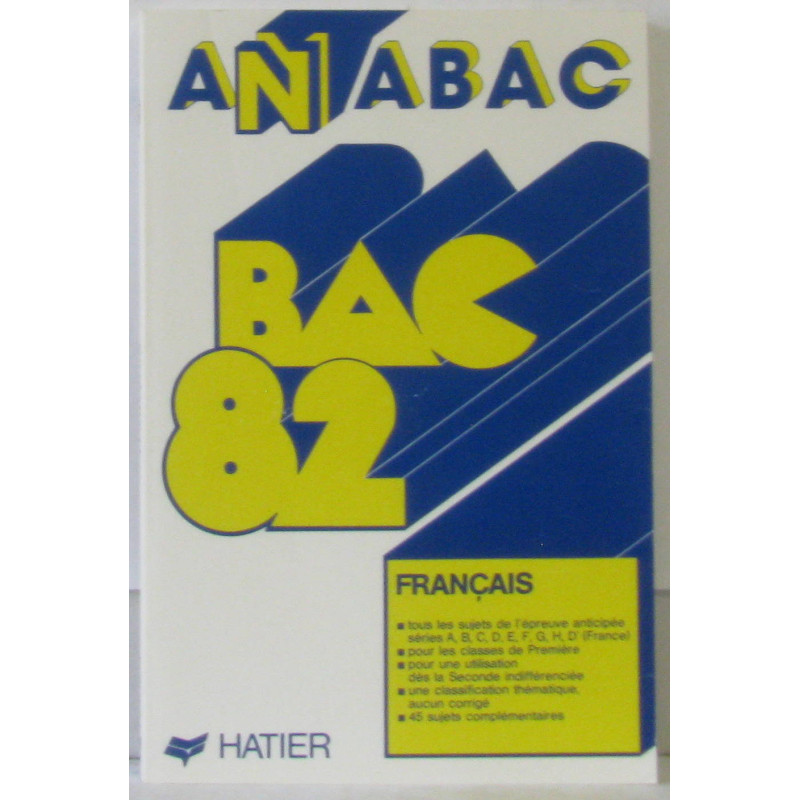 ANNABAC
BAC
82
FRANÇAIS
▪ tous les sujets de l'épreuve anticipée
séries A, B, C, D, E, F, G, H, D' (France)
▪ pour les classes de Première
▪ pour une utilisation
dès la Seconde indifférenciée
▪ une classification thématique,
aucun corrigé
▪ 45 sujets complémentaires
HATIER